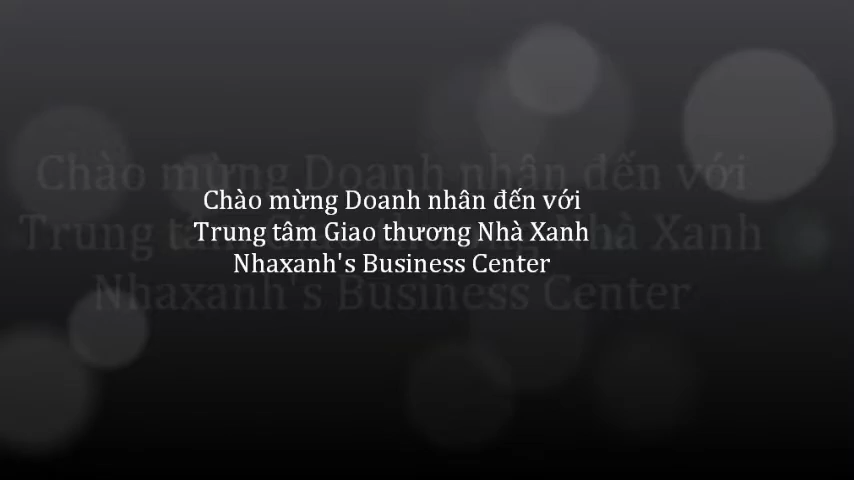 Chào mừng Doanh nhân đến với
Trung tâm Giao thương Nhà Xanh
Nhaxanh's Business Center